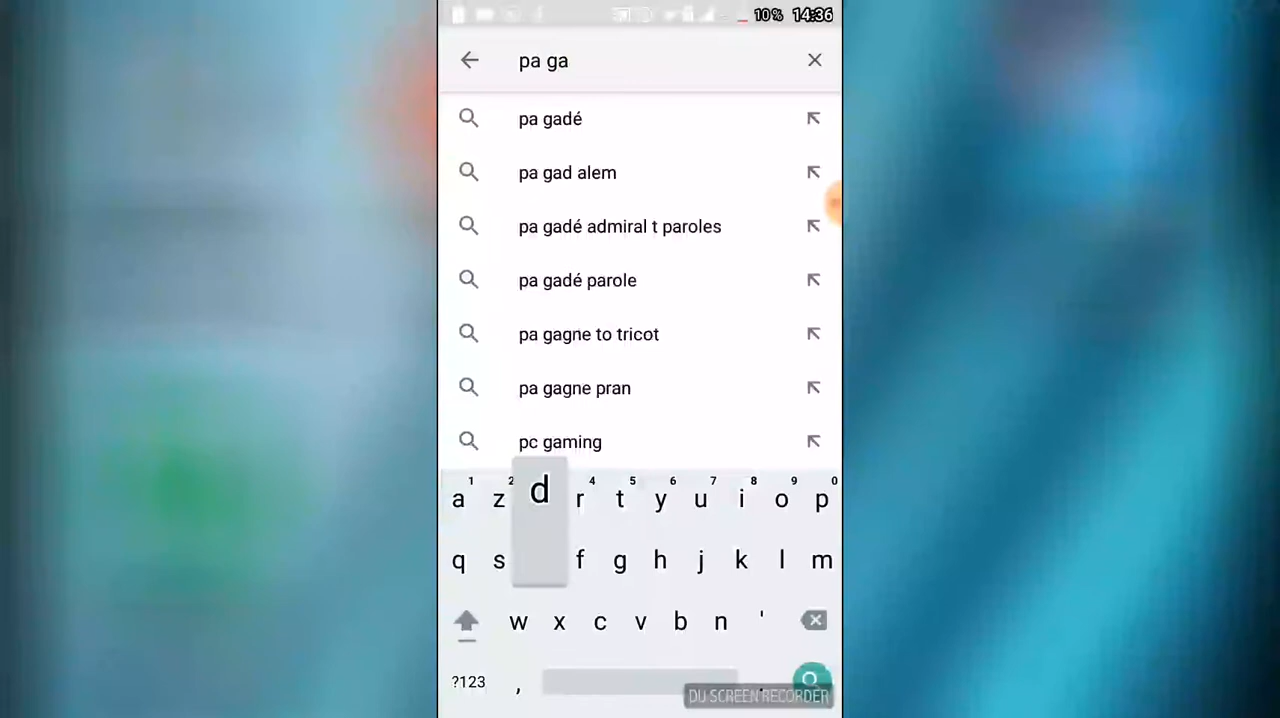 10% 14:36
pa ga
pa gadé
pa gad alem
pa gadé admiral t paroles
pa gadé parole
pa gagne to tricot
pa gagne pran
pc gaming
1 2 4 5 6 7 8 9 0
a z d r t y u i o p
q s f g h j k l m
w x c v b n '
?123 , .
DU SCREEN RECORDER